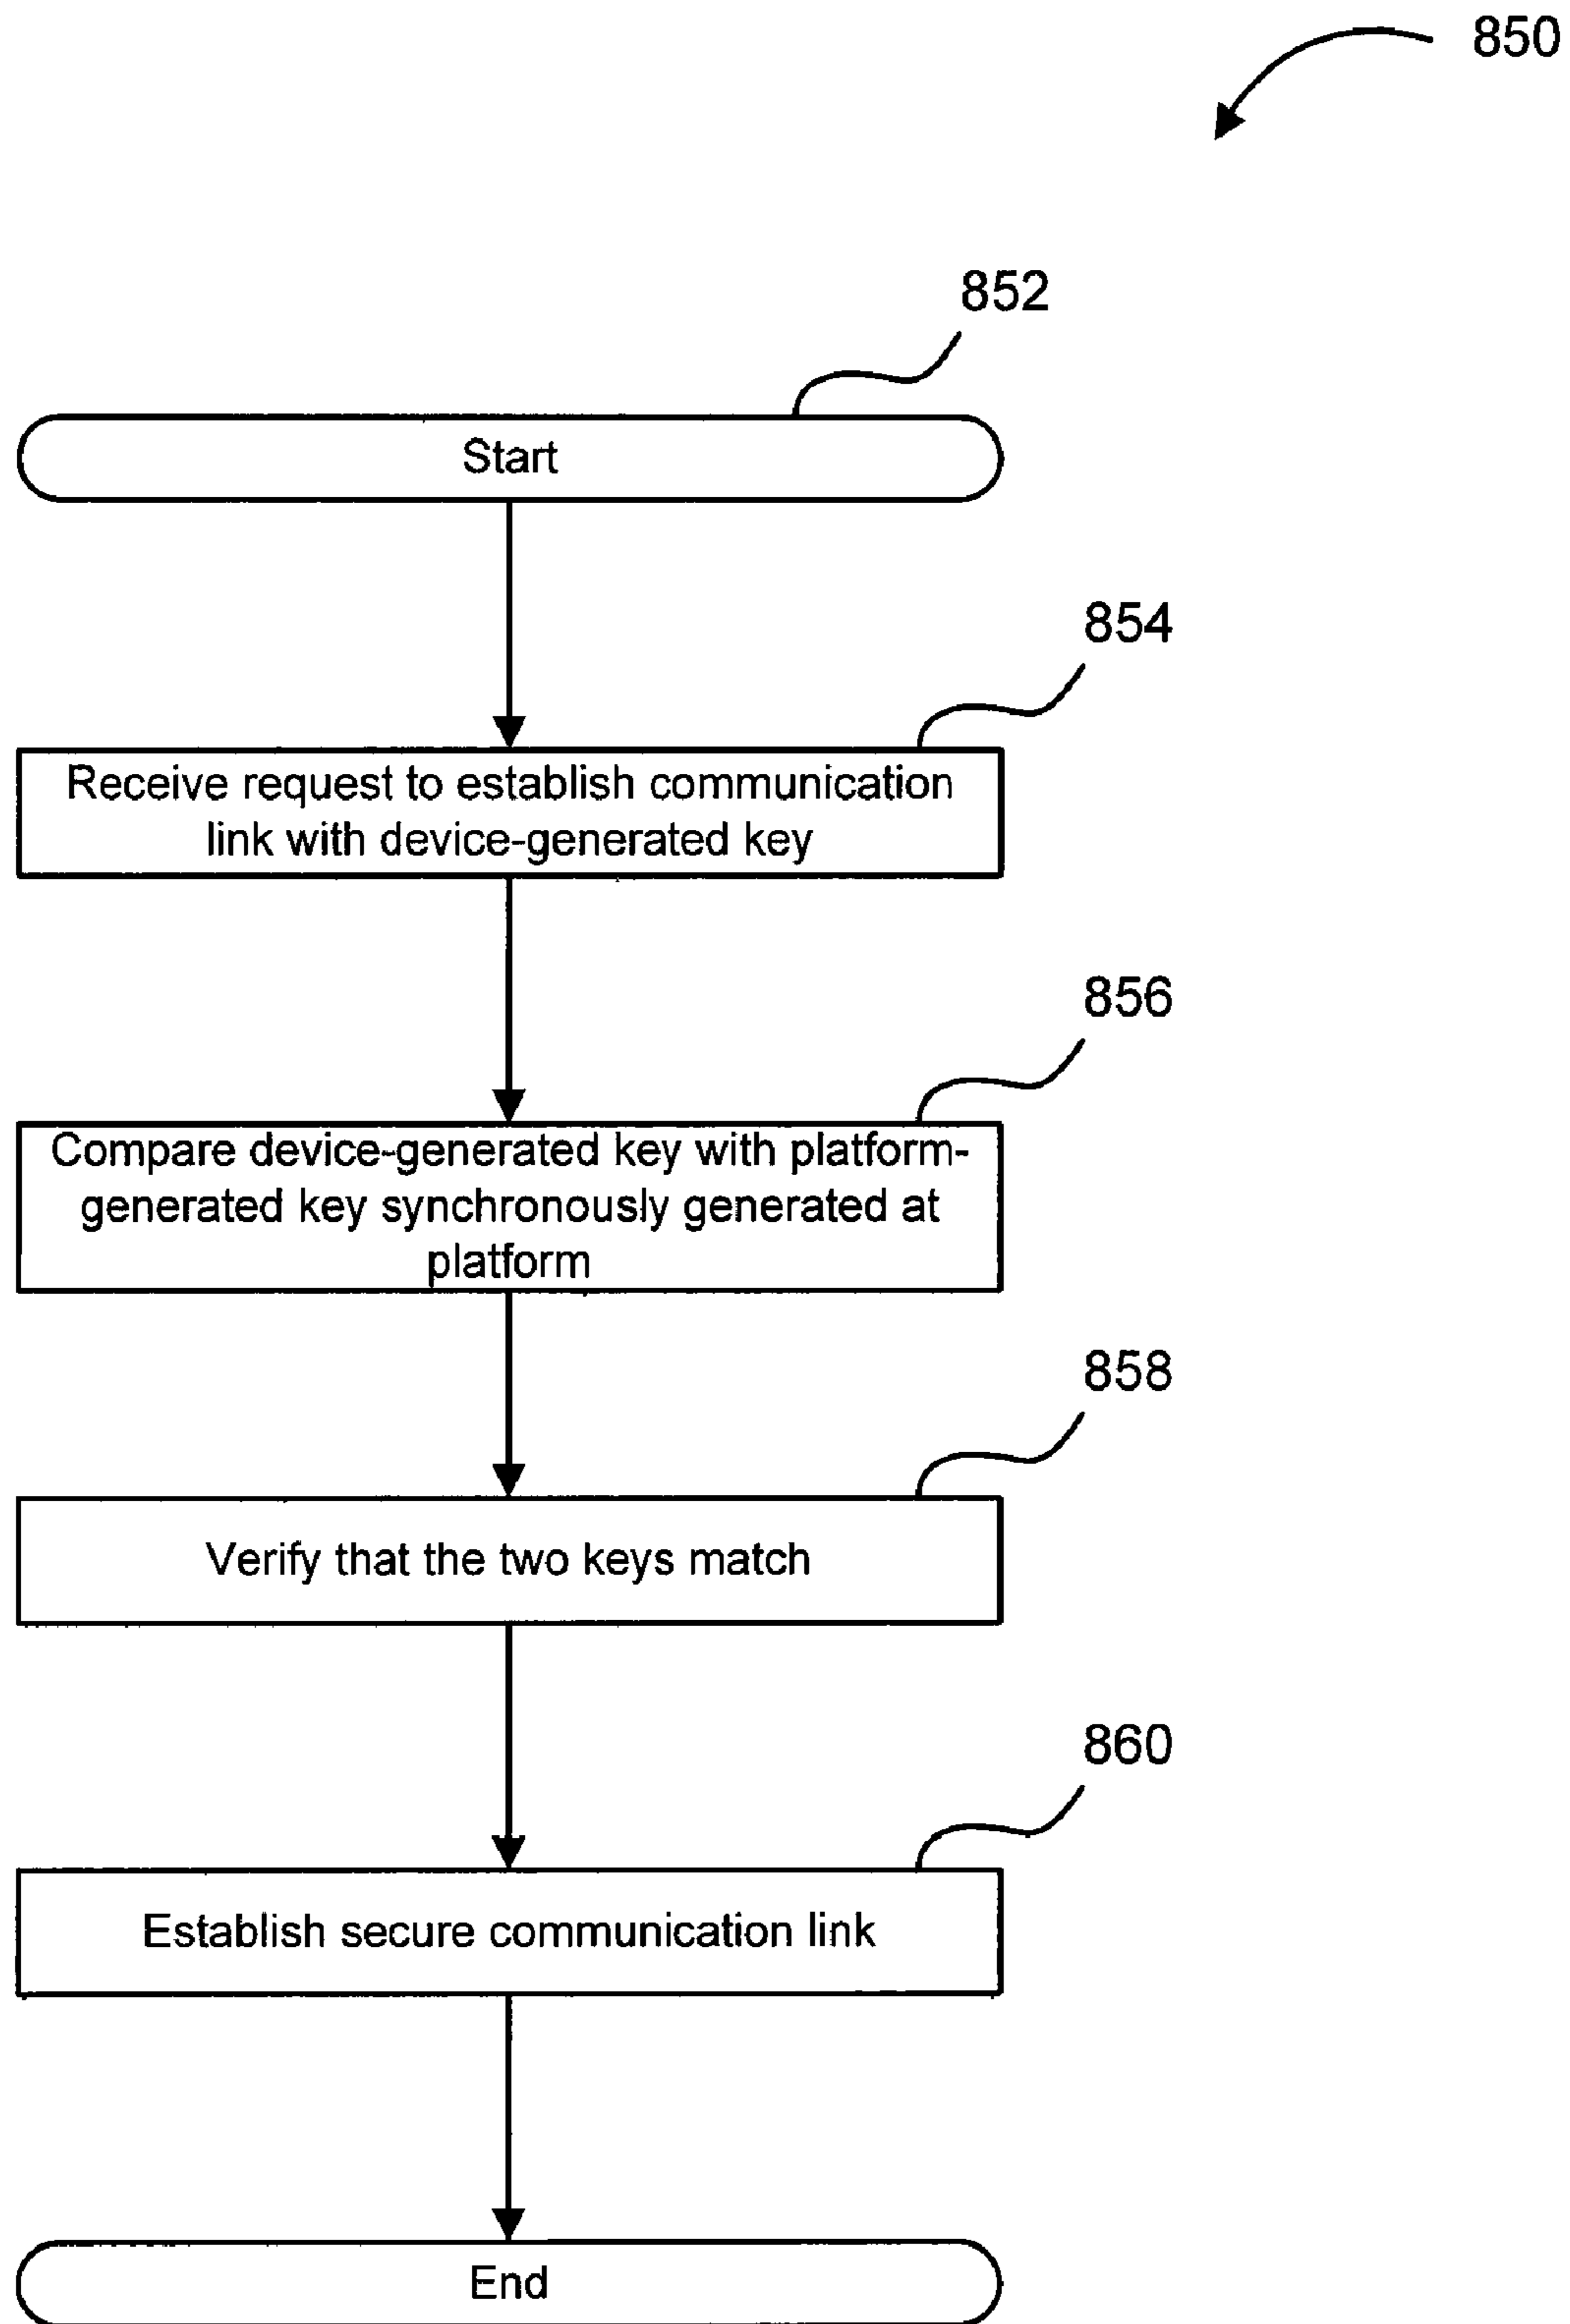 850
852
Start
854
Receive request to establish communication
link with device-generated key
856
Compare device-generated key with platform-
generated key synchronously generated at
platform
858
Verify that the two keys match
860
Establish secure communication link
End